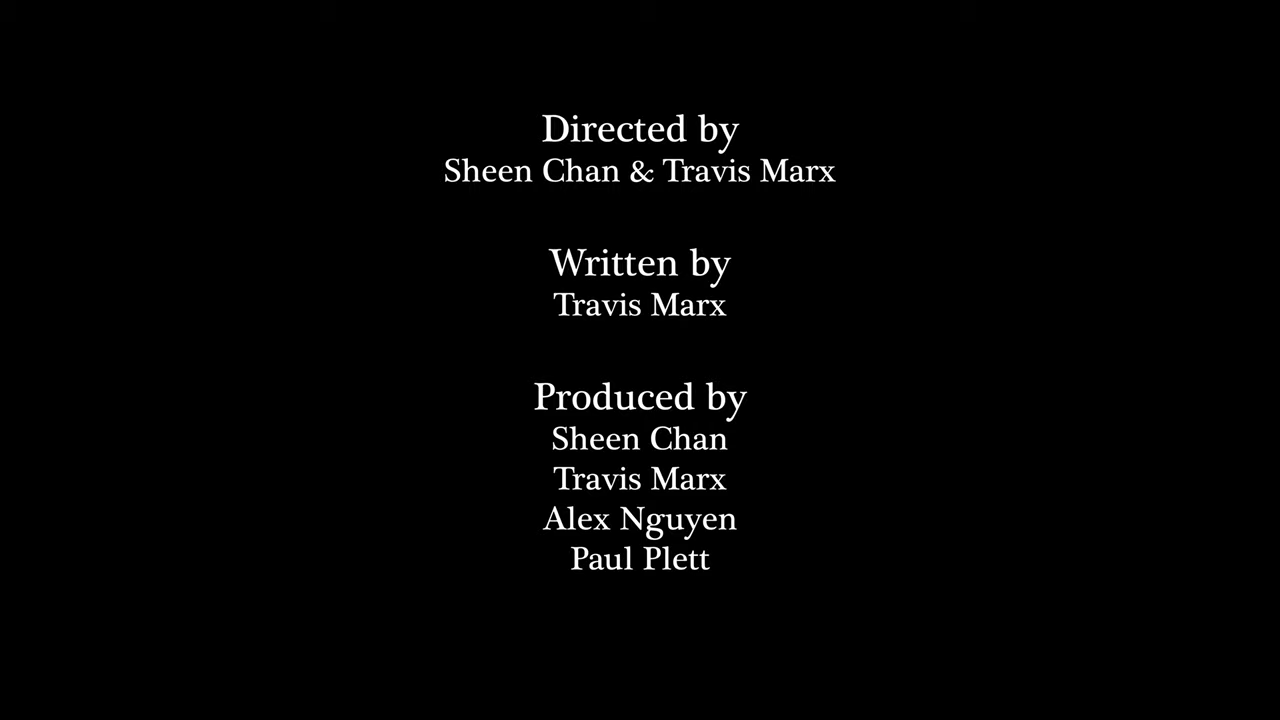 Directed by
Sheen Chan & Travis Marx
Written by
Travis Marx
Produced by
Sheen Chan
Travis Marx
Alex Nguyen
Paul Plett